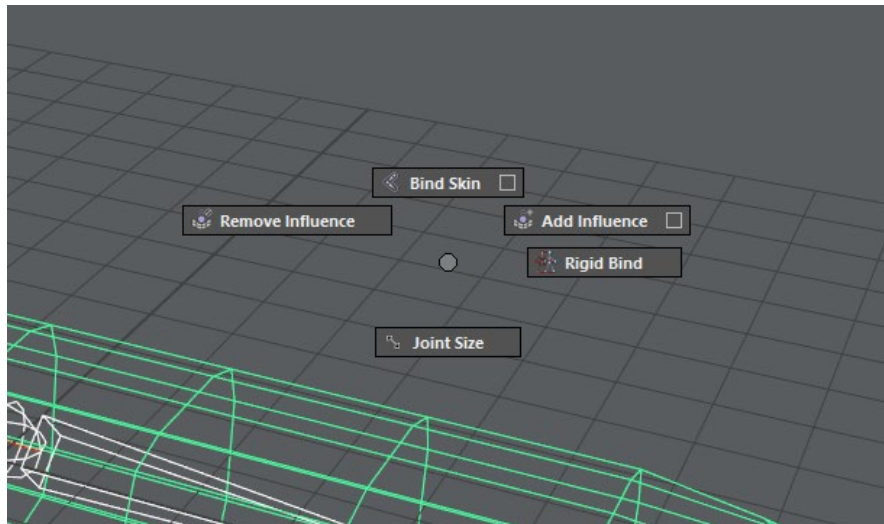 Bind Skin
Remove Influence
Add Influence
Rigid Bind
Joint Size